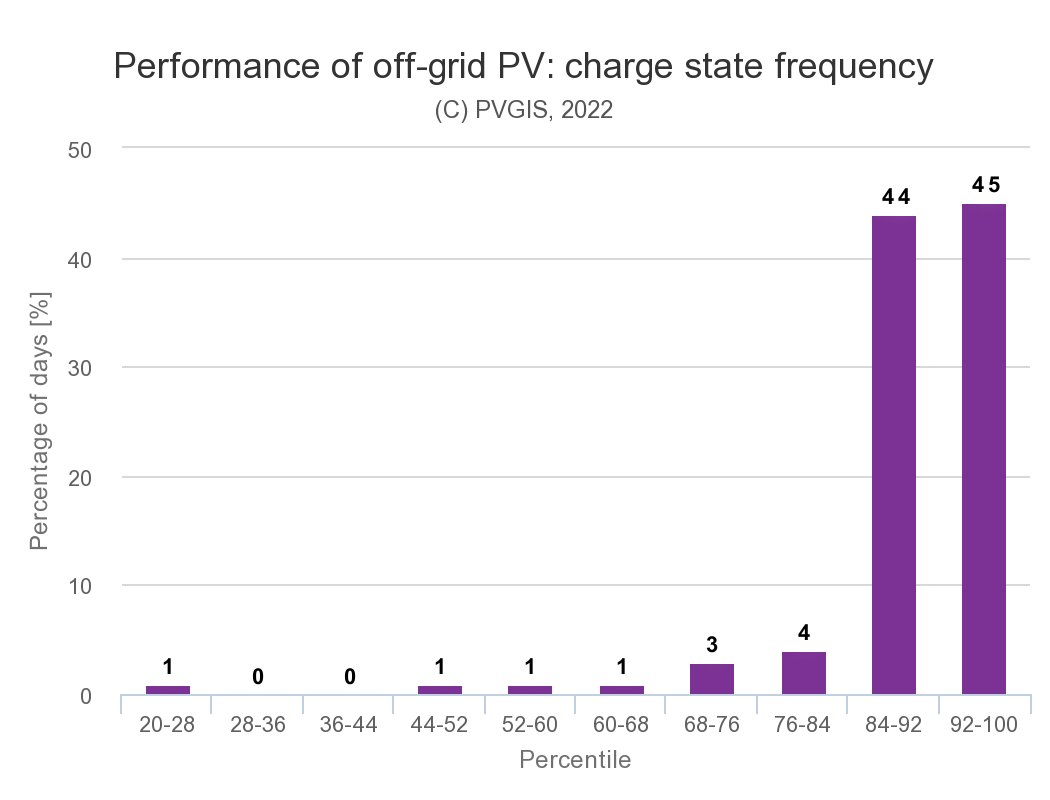 Performance of off-grid PV: charge state frequency
(C) PVGIS, 2022
Percentage of days [%]
50
40
30
20
10
0
1 0 0 1 1 1 3 4 44 45
20-28 28-36 36-44 44-52 52-60 60-68 68-76 76-84 84-92 92-100
Percentile